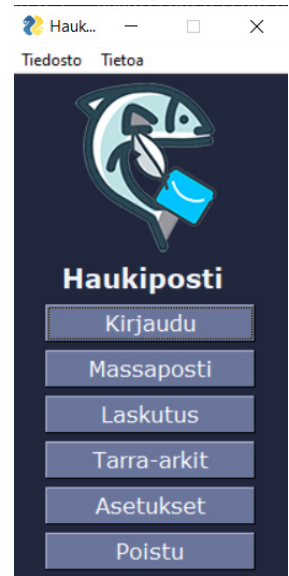 Hauk...
Tiedosto Tietoa
Haukiposti
Kirjaudu
Massaposti
Laskutus
Tarra-arkit
Asetukset
Poistu